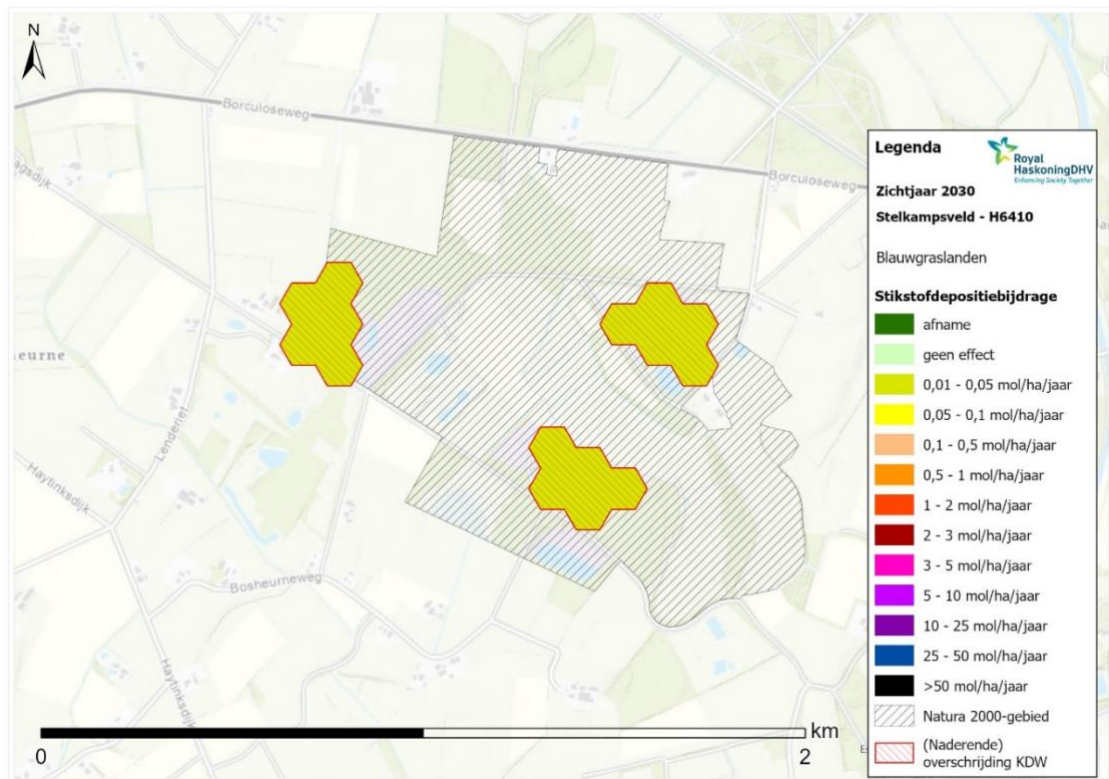 N
Borculoseweg
Borculoseweg
Lenderiet
Haytinksdijk
Bosheurneweg
Haytinksdijk
0
2
km
Legenda
Royal
HaskoningDHV
Enhancing Society Together
Zichtjaar 2030
Stelkampsveld - H6410
Blauwgraslanden
Stikstofdepositiebijdrage
afname
geen effect
0,01 - 0,05 mol/ha/jaar
0,05 - 0,1 mol/ha/jaar
0,1 - 0,5 mol/ha/jaar
0,5 - 1 mol/ha/jaar
1 - 2 mol/ha/jaar
2 - 3 mol/ha/jaar
3 - 5 mol/ha/jaar
5 - 10 mol/ha/jaar
10 - 25 mol/ha/jaar
25 - 50 mol/ha/jaar
>50 mol/ha/jaar
Natura 2000-gebied
(Naderende)
overschrijding KDW